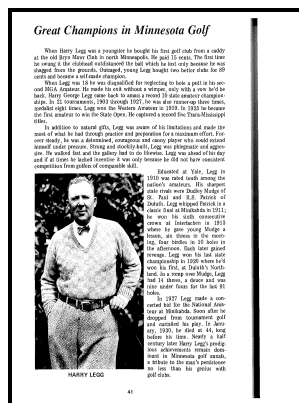 Great Champions in Minnesota Golf
When Harry Legg was a youngster he bought his first golf club from a caddy
at the old Bryn Mawr Club in north Minneapolis. He paid 15 cents. The first time
he swung it the clubhead outdistanced the ball which he lost only because he was
shagged from the grounds. Outraged, young Legg bought two better clubs for 89
cents and became a self-made champion.
When Legg was 18 he was disqualified for neglecting to hole a putt in his sec-
ond MGA Amateur. He made his exit without a whimper, only with a vow he'd be
back. Harry George Legg came back to amass a record 10 state amateur champion-
ships. In 21 tournaments, 1903 through 1927, he was also runner-up three times,
medalist eight times. Legg won the Western Amateur in 1919. In 1925 he became
the first amateur to win the State Open. He captured a record five Trans-Mississippi
titles.
In addition to natural gifts, Legg was aware of his limitations and made the
most of what he had through practice and preparation for a maximum effort. For-
ever steady, he was a determined, courageous and canny player who could extend
himself under pressure. Strong and stockily-built, Legg was phlegmatic and aggres-
sive. He walked fast and the gallery had to do likewise. Legg was ahead of his day
and if at times he lacked incentive it was only because he did not have consistent
competition from golfers of comparable skill.
Educated at Yale, Legg in
1910 was rated tenth among the
nation's amateurs. His sharpest
state rivals were Dudley Mudge of
St. Paul and R.S. Patrick of
Duluth. Legg whipped Patrick in a
classic final at Minikahda in 1911;
he won his sixth consecutive
crown at Interlachen in 1913
where he gave young Mudge a
lesson, six threes in the morn-
ing, four birdies in 10 holes in
the afternoon. Each later gained
revenge. Legg won his last state
championship in 1920 where he'd
won his first, at Duluth's North-
land. In a romp over Mudge, Legg
had 14 threes, a deuce and was
nine under fours for the last 91
holes.
In 1927 Legg made a con-
certed bid for the National Ama-
teur at Minikahda. Soon after he
dropped from tournament golf
and curtailed his play. In Janu-
ary, 1930, he died at 44, long
before his time. Nearly a half
century later Harry Legg's prodig-
ious achievements remain dom-
inant in Minnesota golf annals,
a tribute to the man's persistence
no less than his genius with
golf clubs.
HARRY LEGG
41